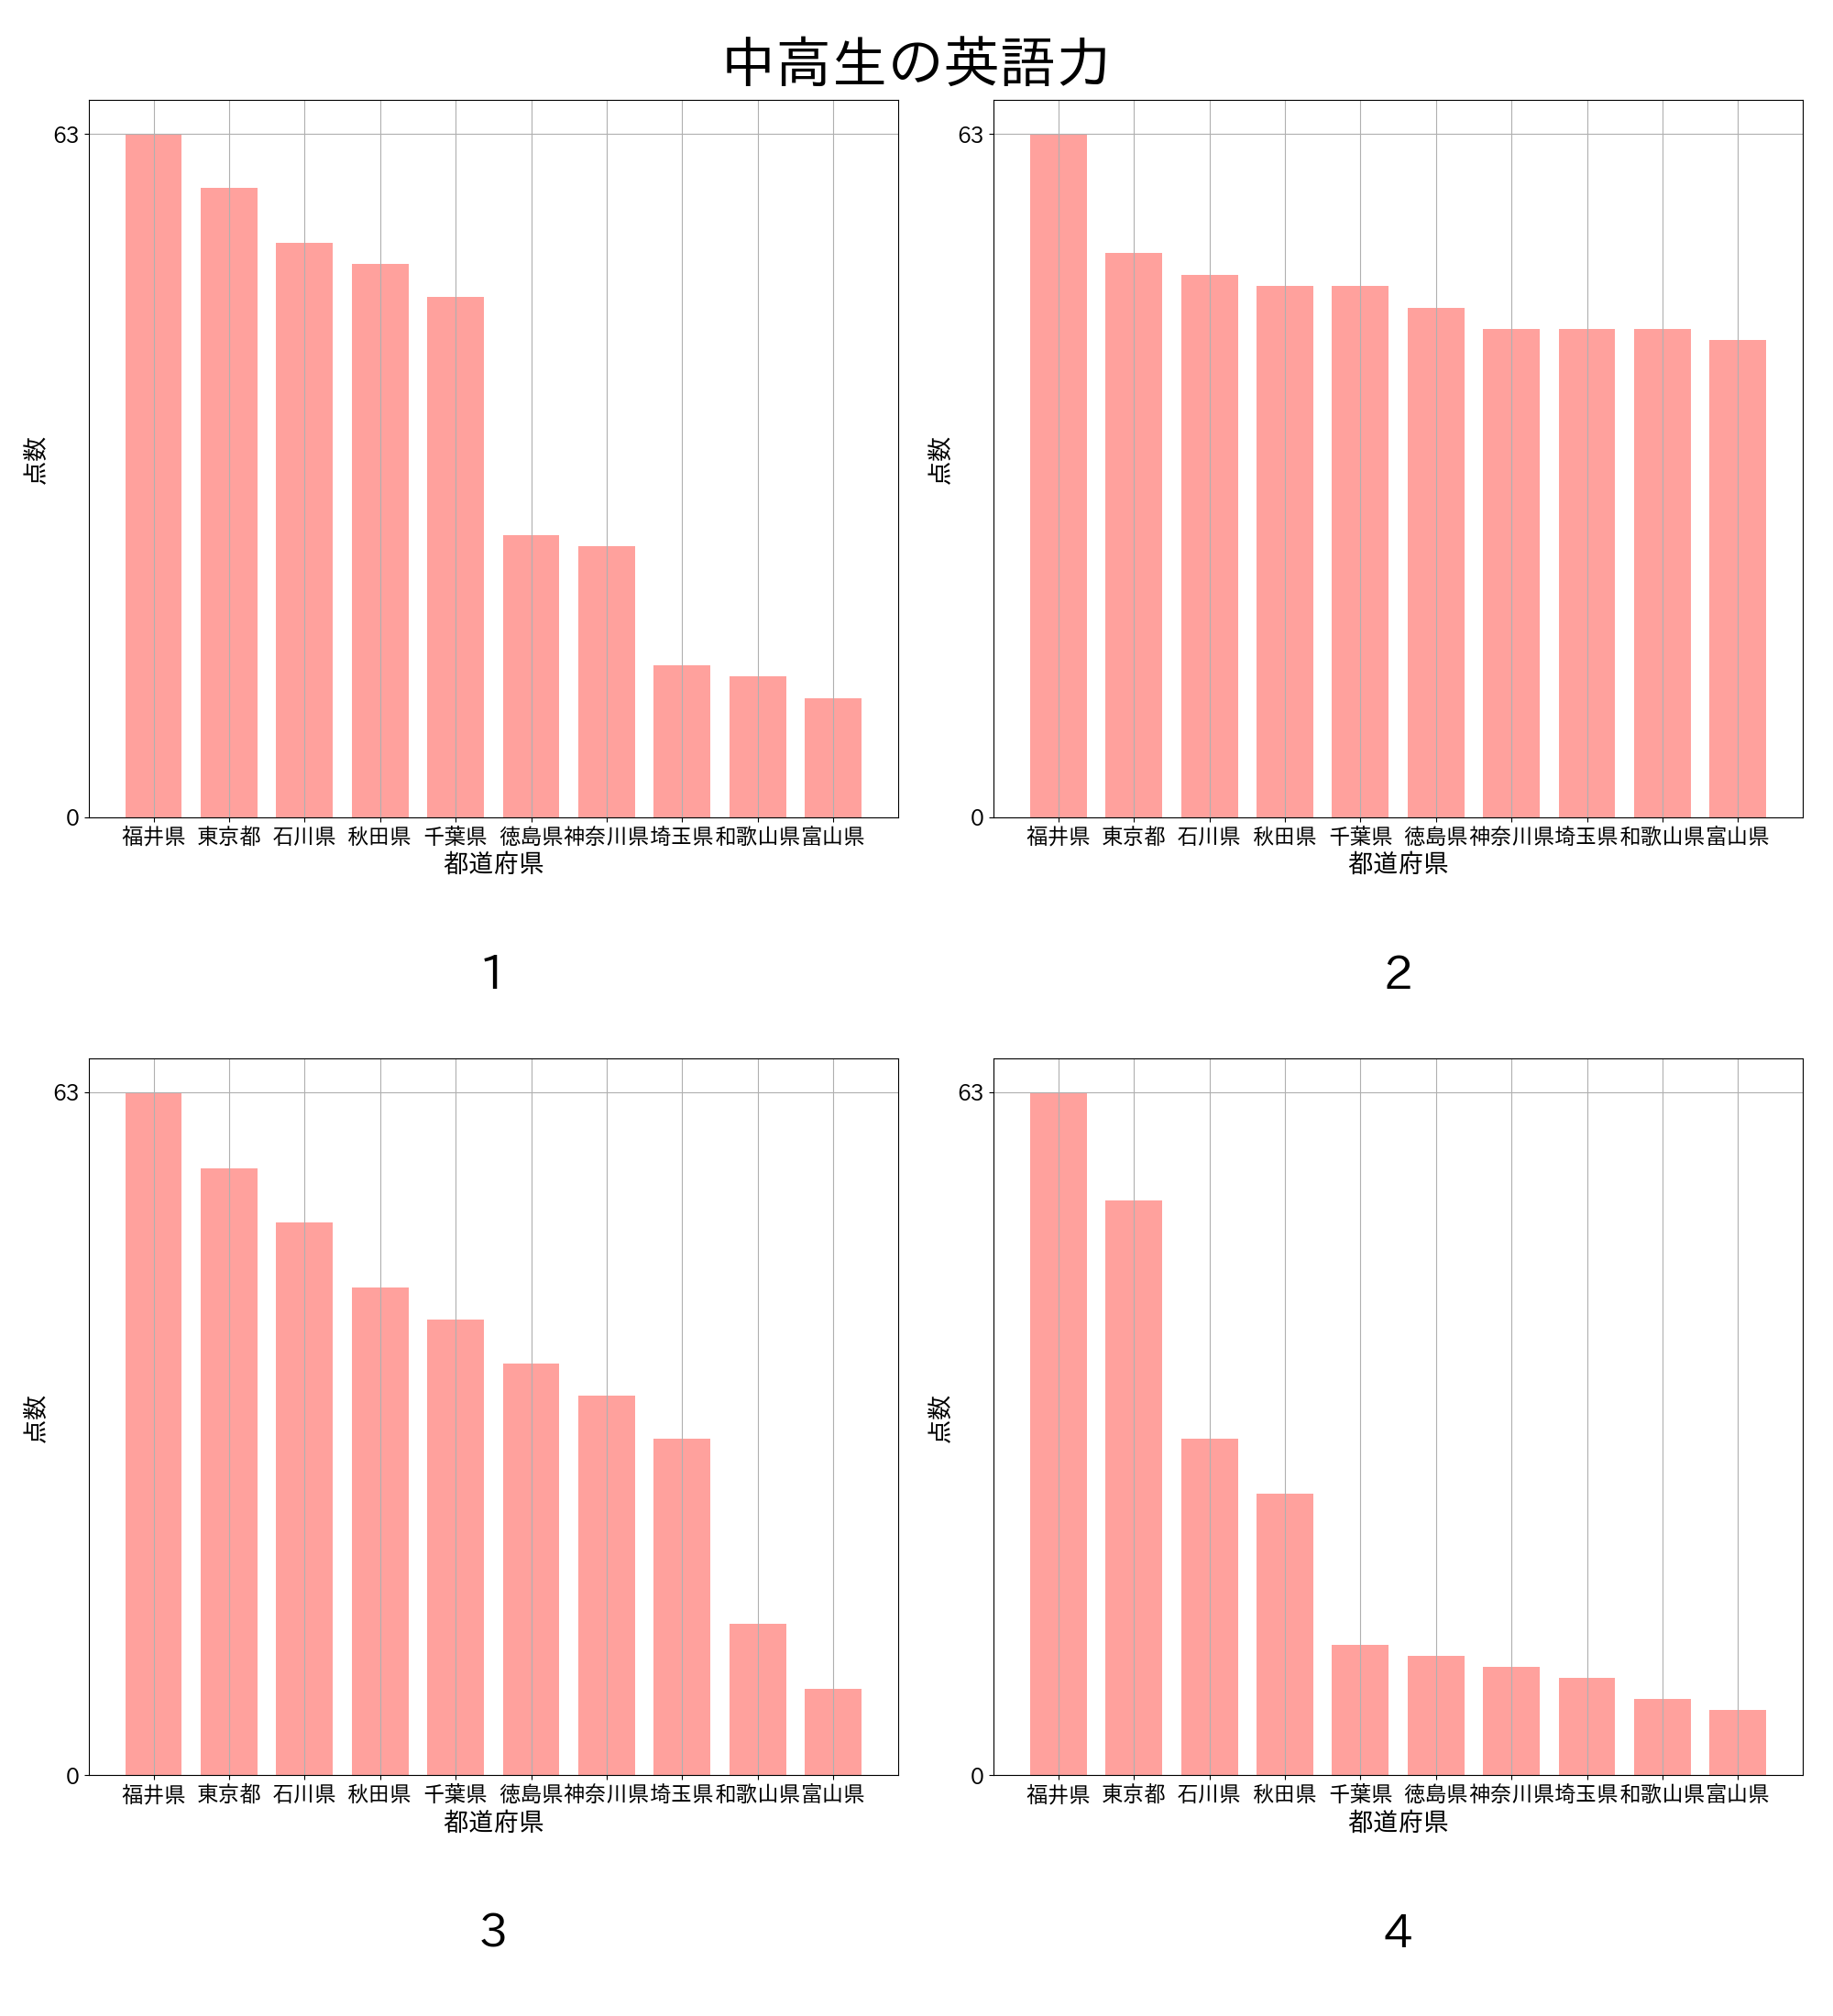 中高生の英語力
63
0
点数
福井県 東京都 石川県 秋田県 千葉県 徳島県 神奈川県 埼玉県 和歌山県 富山県
都道府県
1
63
0
点数
福井県 東京都 石川県 秋田県 千葉県 徳島県 神奈川県 埼玉県 和歌山県 富山県
都道府県
2
63
0
点数
福井県 東京都 石川県 秋田県 千葉県 徳島県 神奈川県 埼玉県 和歌山県 富山県
都道府県
3
63
0
点数
福井県 東京都 石川県 秋田県 千葉県 徳島県 神奈川県 埼玉県 和歌山県 富山県
都道府県
4